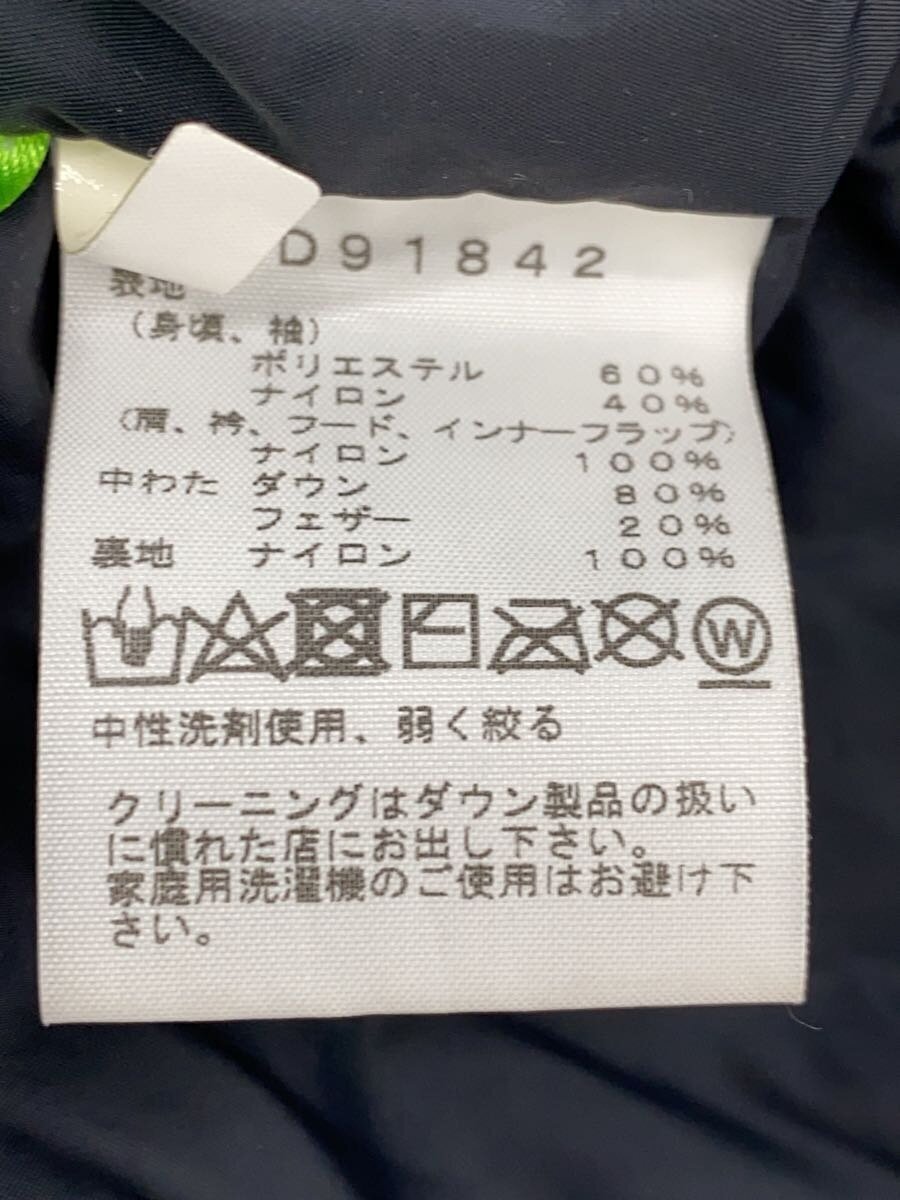 D91842
表地
(身頃、袖)
ポリエステル 60%
ナイロン 40%
(肩、衿、フード、インナーフラップ)
ナイロン 100%
中わた ダウン 80%
フェザー 20%
裏地 ナイロン 100%
W
中性洗剤使用、弱く絞る
クリーニングはダウン製品の扱い
に慣れた店にお出し下さい。
家庭用洗濯機のご使用はお避け下
さい。